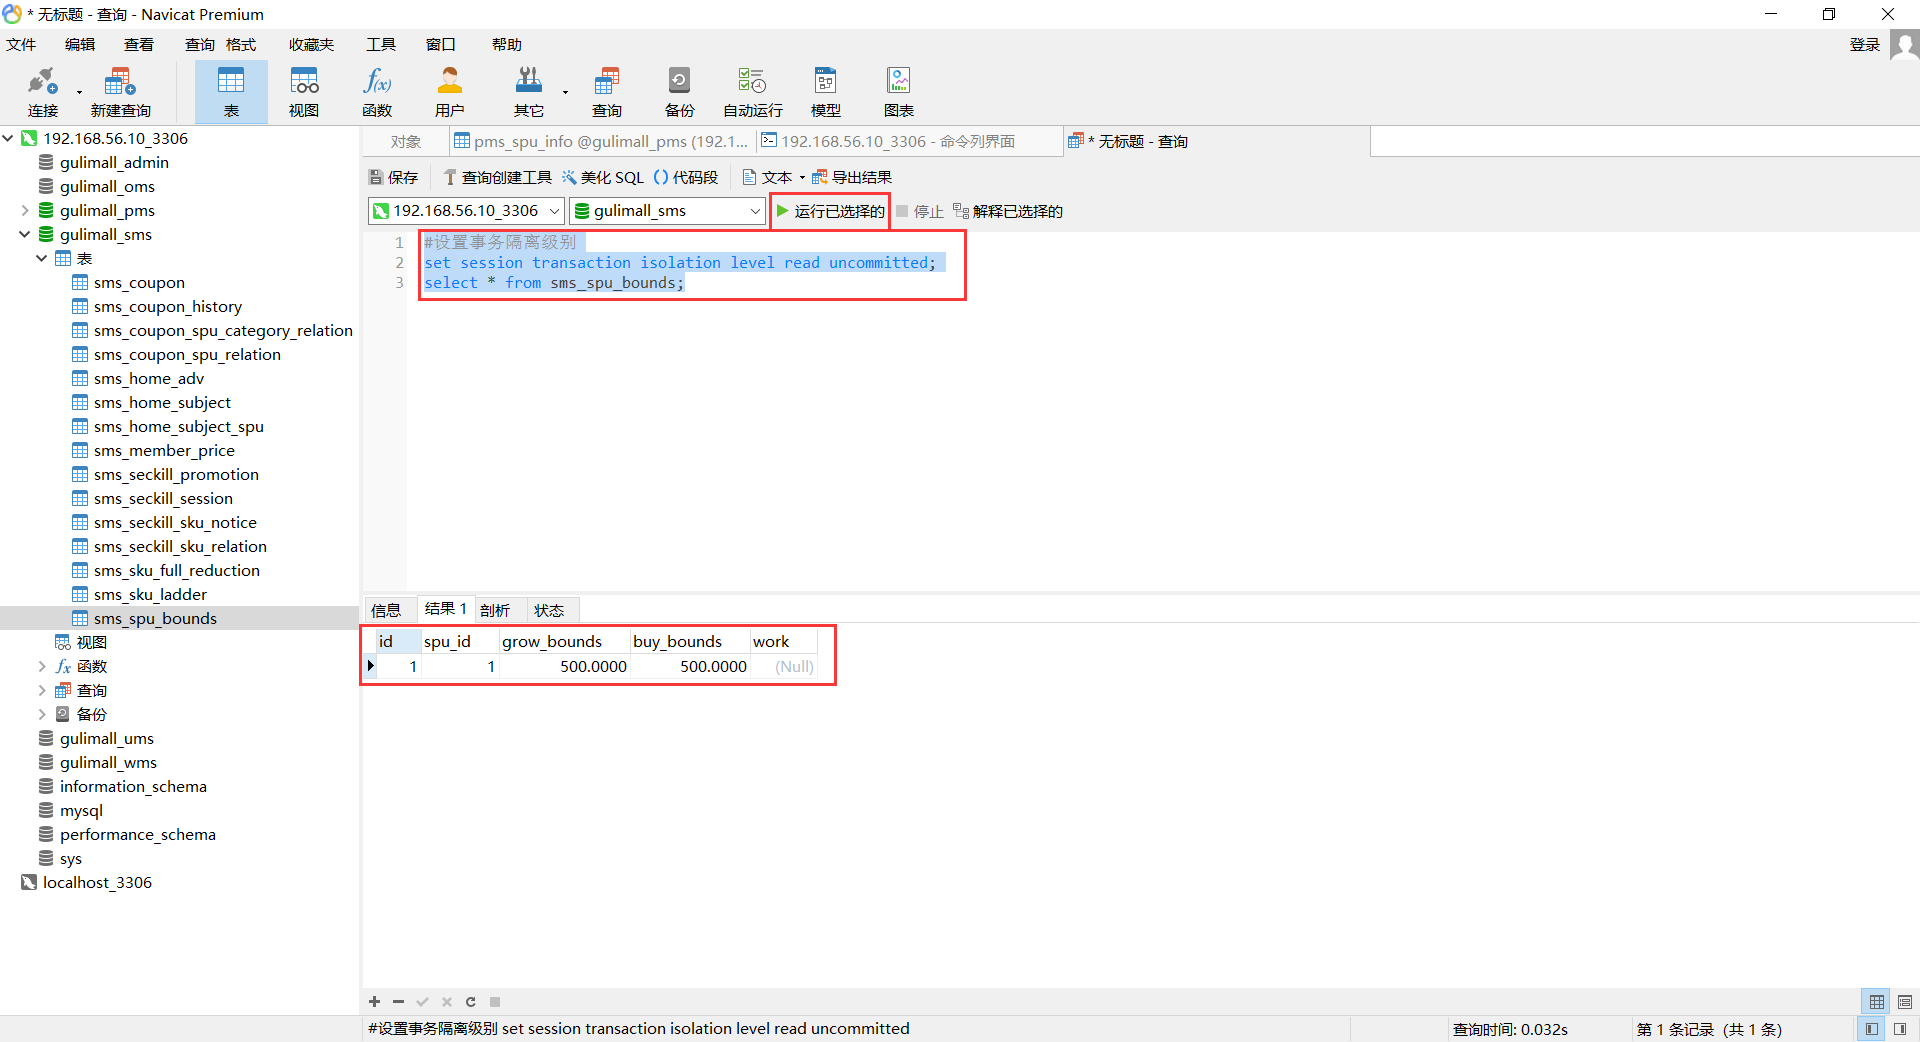 * 无标题 - 查询 - Navicat Premium
文件 编辑 查看 查询 格式 收藏夹 工具 窗口 帮助 登录
连接 新建查询 表 视图 函数 用户 其它 查询 备份 自动运行 模型 图表
192.168.56.10_3306
gulimall_admin
gulimall_oms
gulimall_pms
gulimall_sms
表
sms_coupon
sms_coupon_history
sms_coupon_spu_category_relation
sms_coupon_spu_relation
sms_home_adv
sms_home_subject
sms_home_subject_spu
sms_member_price
sms_seckill_promotion
sms_seckill_session
sms_seckill_sku_notice
sms_seckill_sku_relation
sms_sku_full_reduction
sms_sku_ladder
sms_spu_bounds
视图
函数
查询
备份
gulimall_ums
gulimall_wms
information_schema
mysql
performance_schema
sys
localhost_3306
对象 pms_spu_info @gulimall_pms (192.1... 192.168.56.10_3306 - 命令列界面 * 无标题 - 查询
保存 查询创建工具 美化 SQL () 代码段 文本 导出结果
192.168.56.10_3306 gulimall_sms 运行已选择的 停止 解释已选择的
1 #设置事务隔离级别
2 set session transaction isolation level read uncommitted;
3 select * from sms_spu_bounds;
信息 结果 1 剖析 状态
id spu_id grow_bounds buy_bounds work
1 1 500.0000 500.0000 (Null)
#设置事务隔离级别 set session transaction isolation level read uncommitted 查询时间: 0.032s 第 1 条记录 (共 1 条)